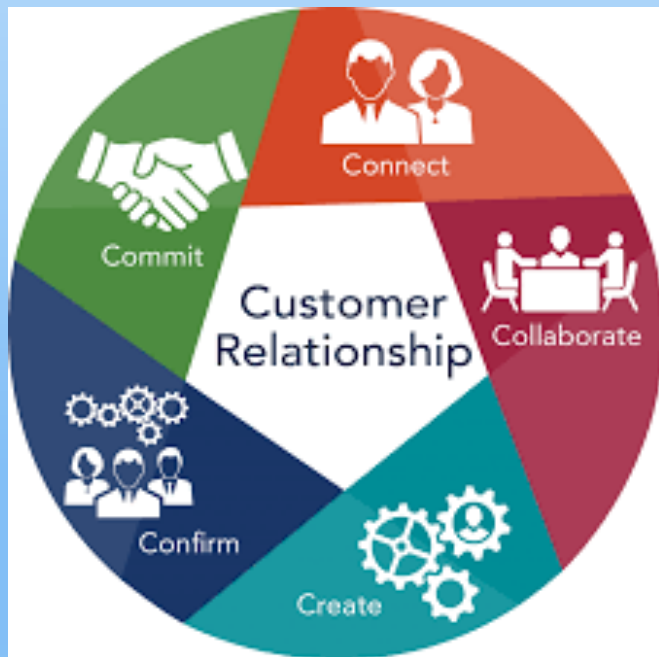 Customer
Relationship
Connect
Collaborate
Create
Confirm
Commit